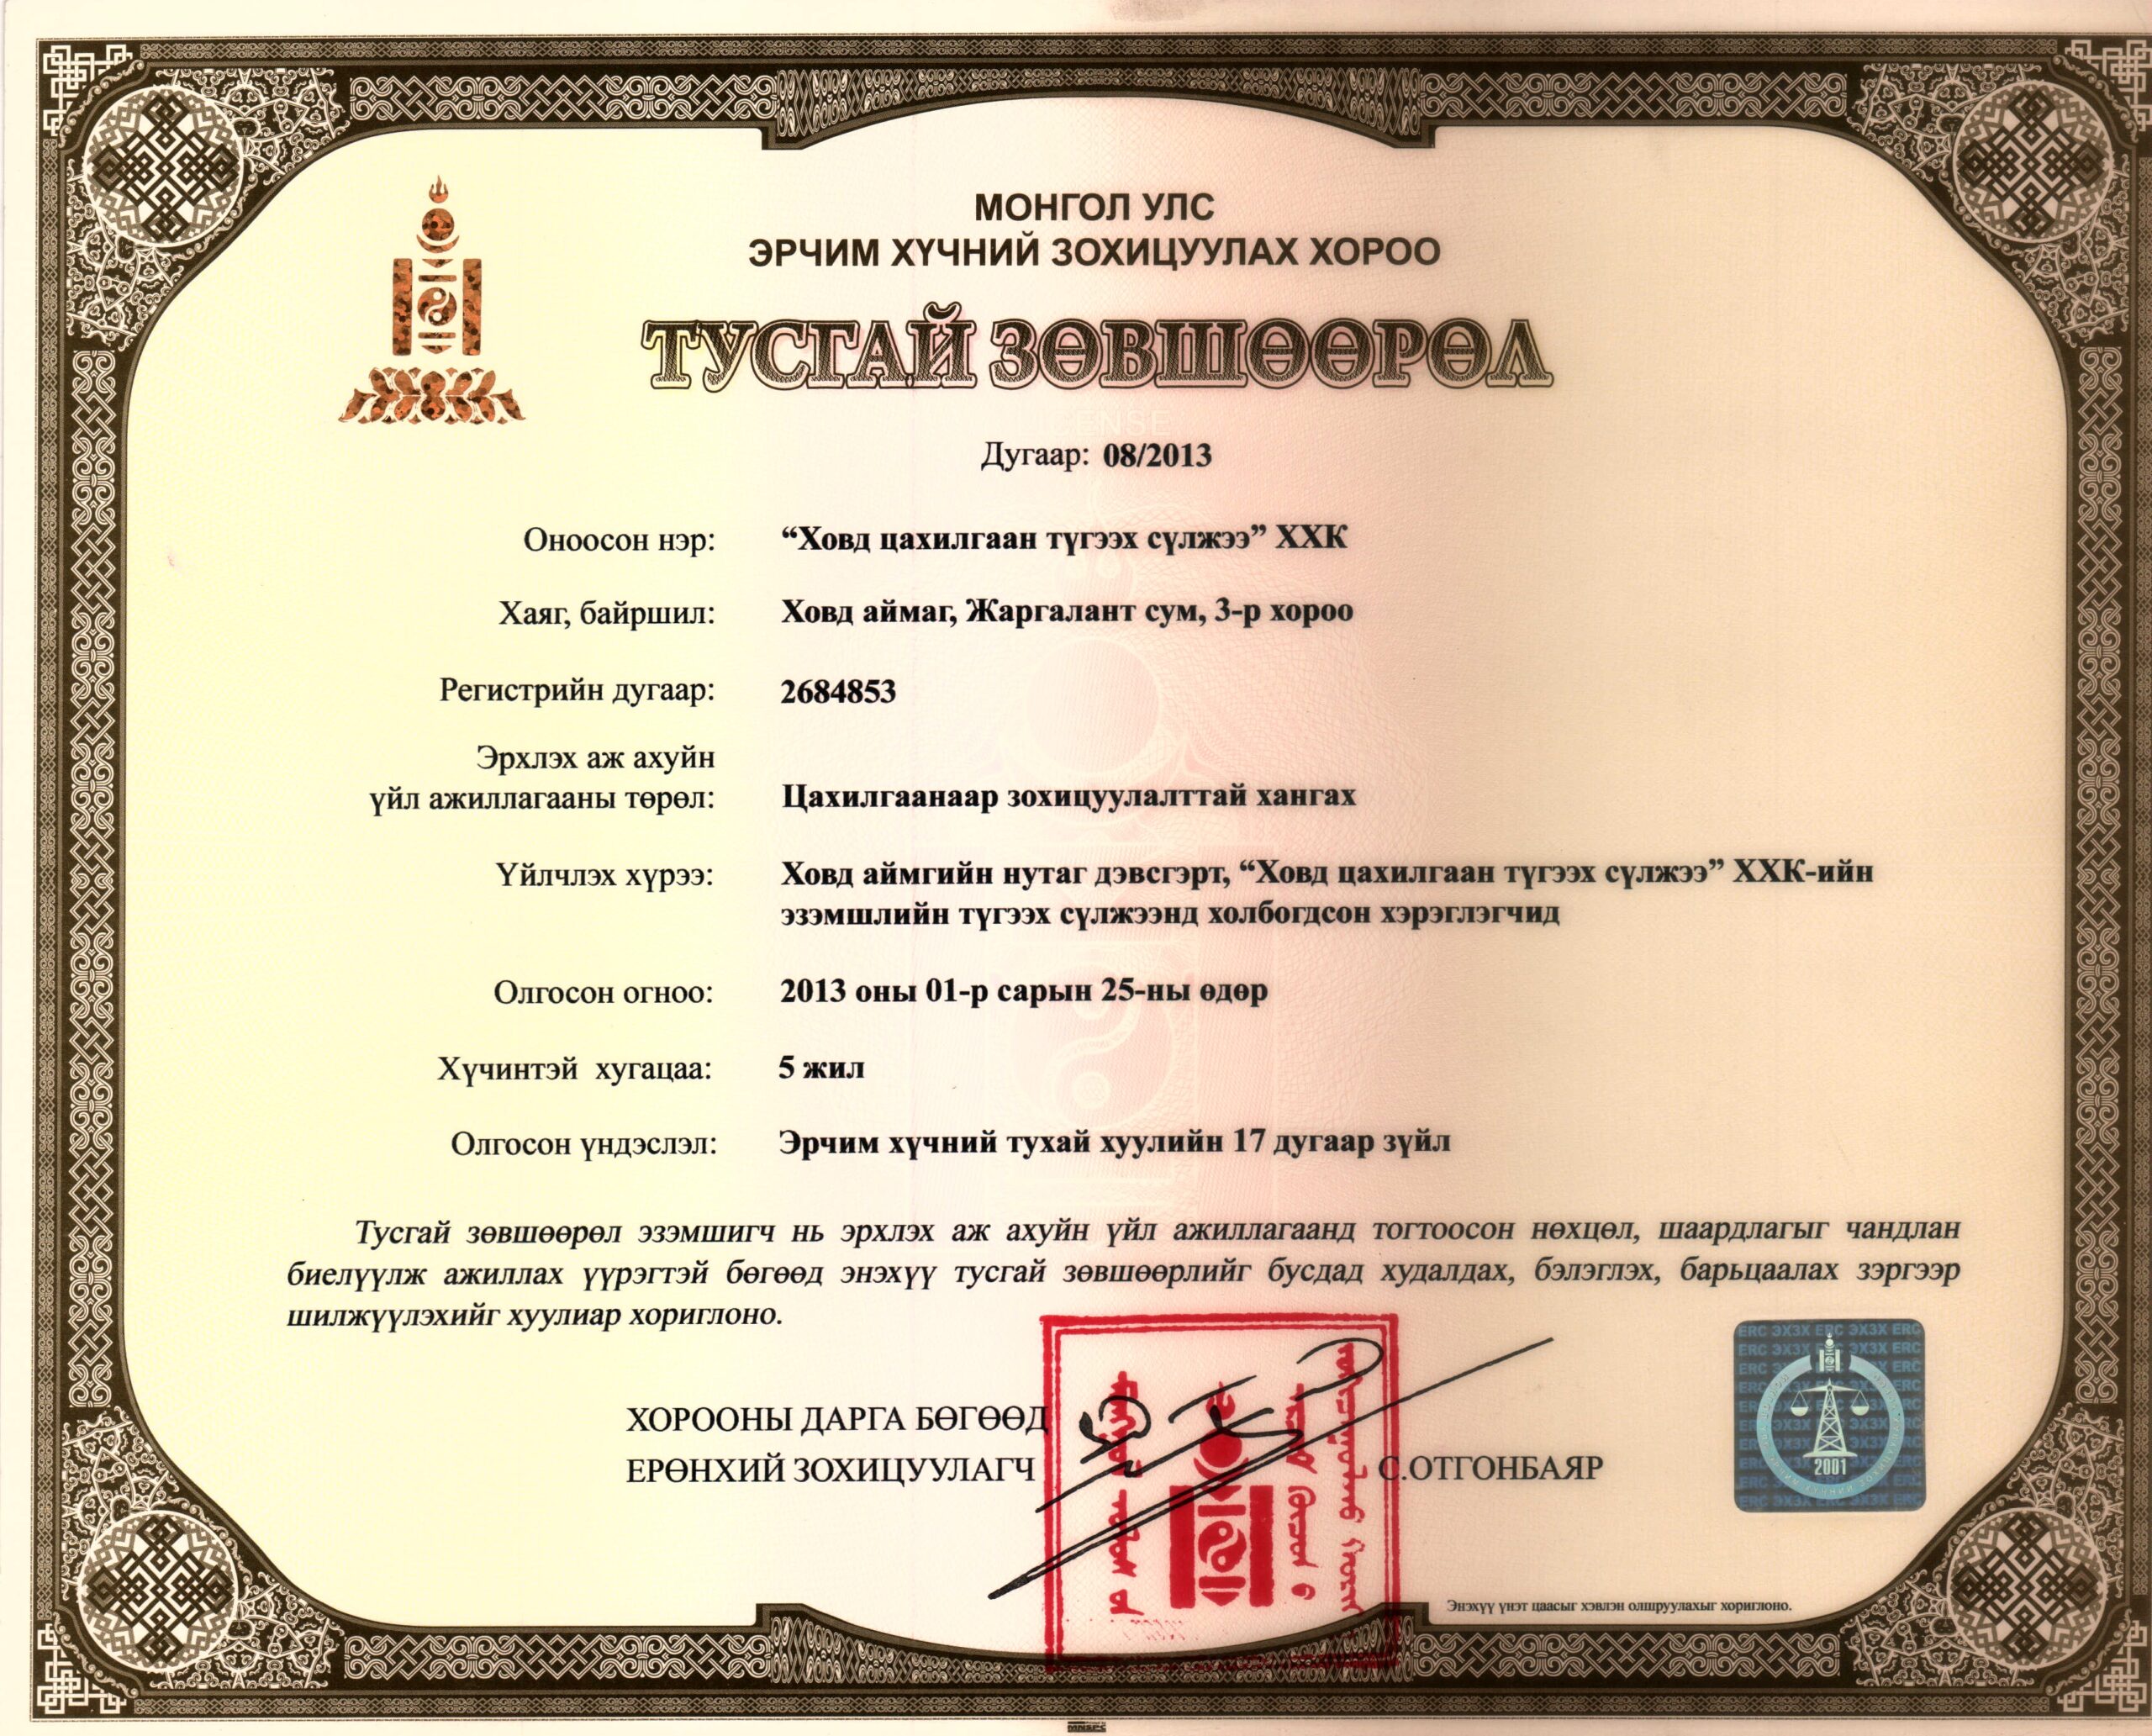 МОНГОЛ УЛС
ЭРЧИМ ХҮЧНИЙ ЗОХИЦУУЛАХ ХОРОО
ТУСГАЙ ЗӨВШӨӨРӨЛ
Дугаар: 08/2013
Оноосон нэр: “Ховд цахилгаан түгээх сүлжээ” ХХК
Хаяг, байршил: Ховд аймаг, Жаргалант сум, 3-р хороо
Регистрийн дугаар: 2684853
Эрхлэх аж ахуйн
үйл ажиллагааны төрөл: Цахилгаанаар зохицуулалттай хангах
Үйлчлэх хүрээ: Ховд аймгийн нутаг дэвсгэрт, “Ховд цахилгаан түгээх сүлжээ” ХХК-ийн
эзэмшлийн түгээх сүлжээнд холбогдсон хэрэглэгчид
Олгосон огноо: 2013 оны 01-р сарын 25-ны өдөр
Хүчинтэй хугацаа: 5 жил
Олгосон үндэслэл: Эрчим хүчний тухай хуулийн 17 дугаар зүйл
Тусгай зөвшөөрөл эзэмшигч нь эрхлэх аж ахуйн үйл ажиллагаанд тогтоосон нөхцөл, шаардлагыг чандлан
биелүүлж ажиллах үүрэгтэй бөгөөд энэхүү тусгай зөвшөөрлийг бусдад худалдах, бэлэглэх, барьцаалах зэргээр
шилжүүлэхийг хуулиар хориглоно.
ХОРООНЫ ДАРГА БӨГӨӨД
ЕРӨНХИЙ ЗОХИЦУУЛАГЧ С.ОТГОНБАЯР
ERC ЭХЗХ ERC ЭХЗХ ERC
2001
Энэхүү үнэт цаасыг хэвлэн олшруулахыг хориглоно.